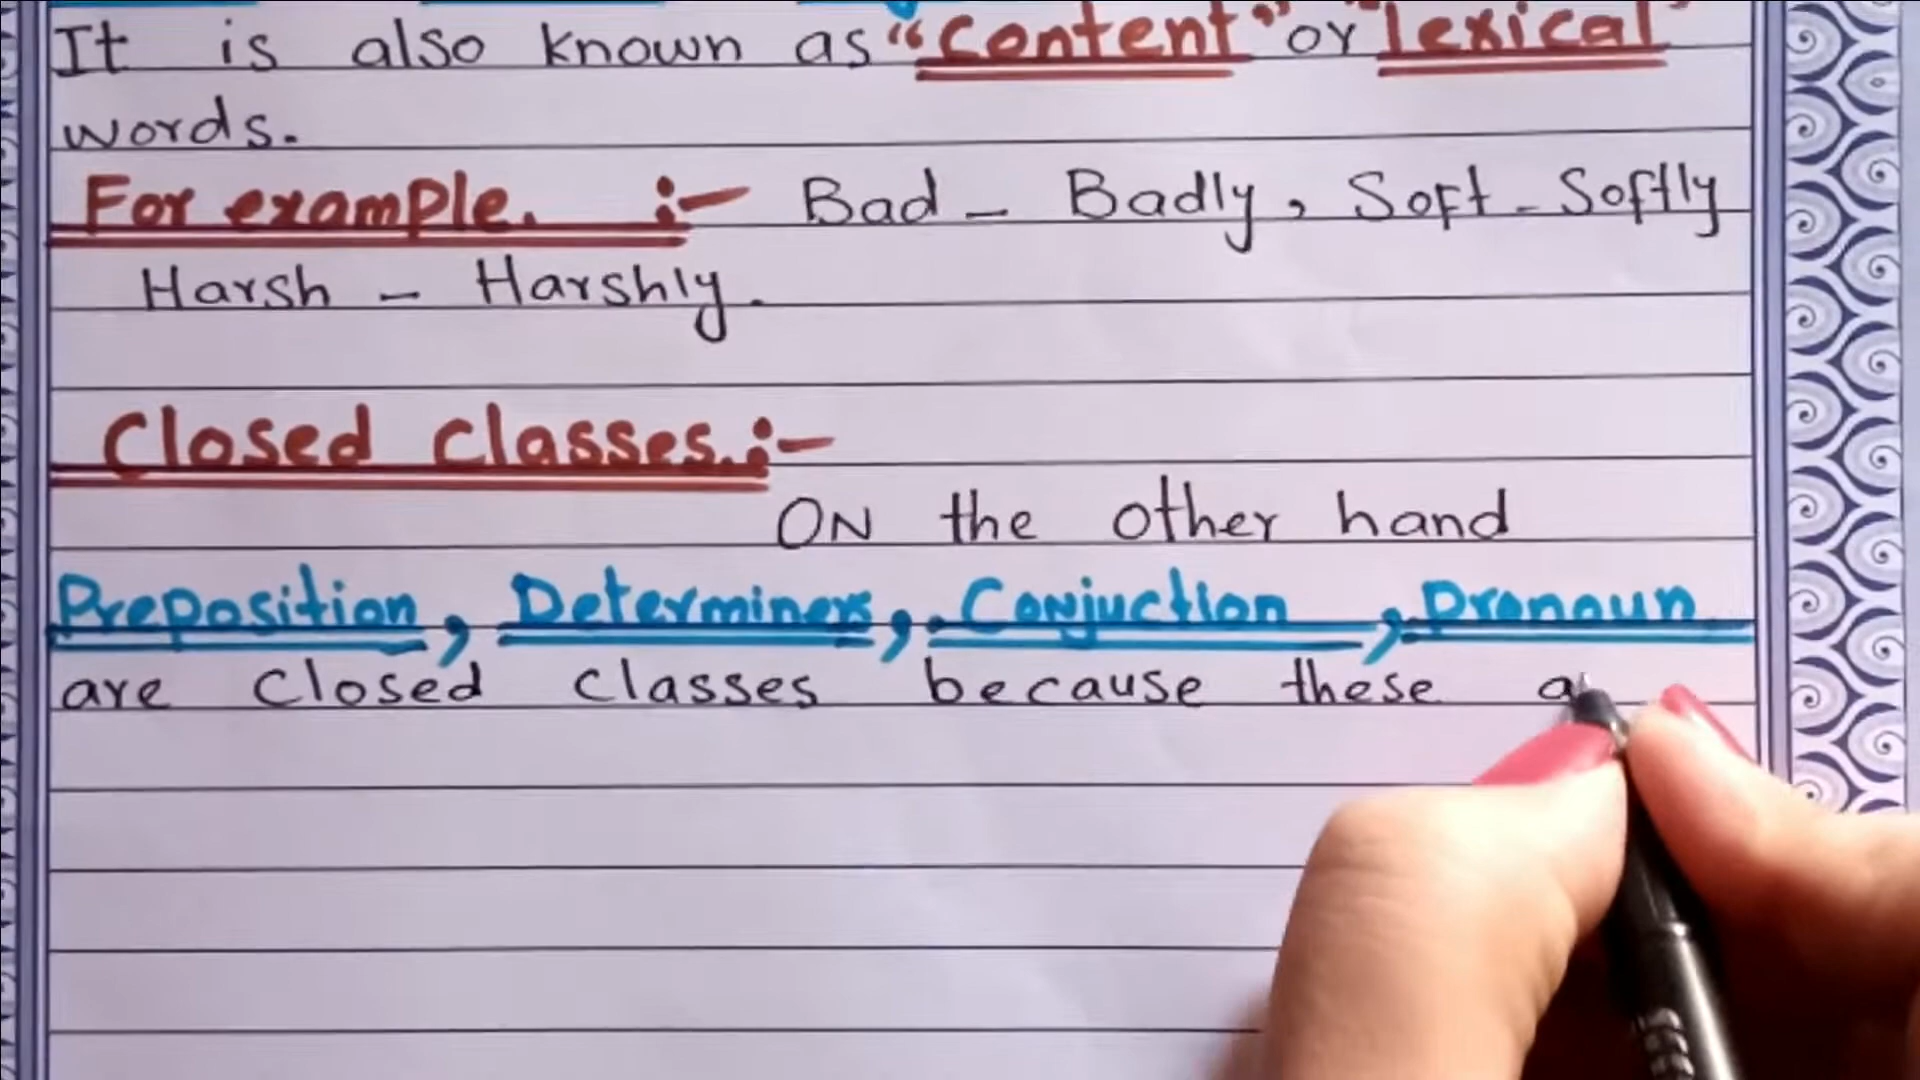 It is also known as "Content" or "lexical"
words.
For example. :- Bad - Badly, Soft - Softly
Harsh - Harshly.
Closed Classes.:-
ON the other hand
Preposition, Determiners, Conjuction, Pronoun
are Closed classes because these